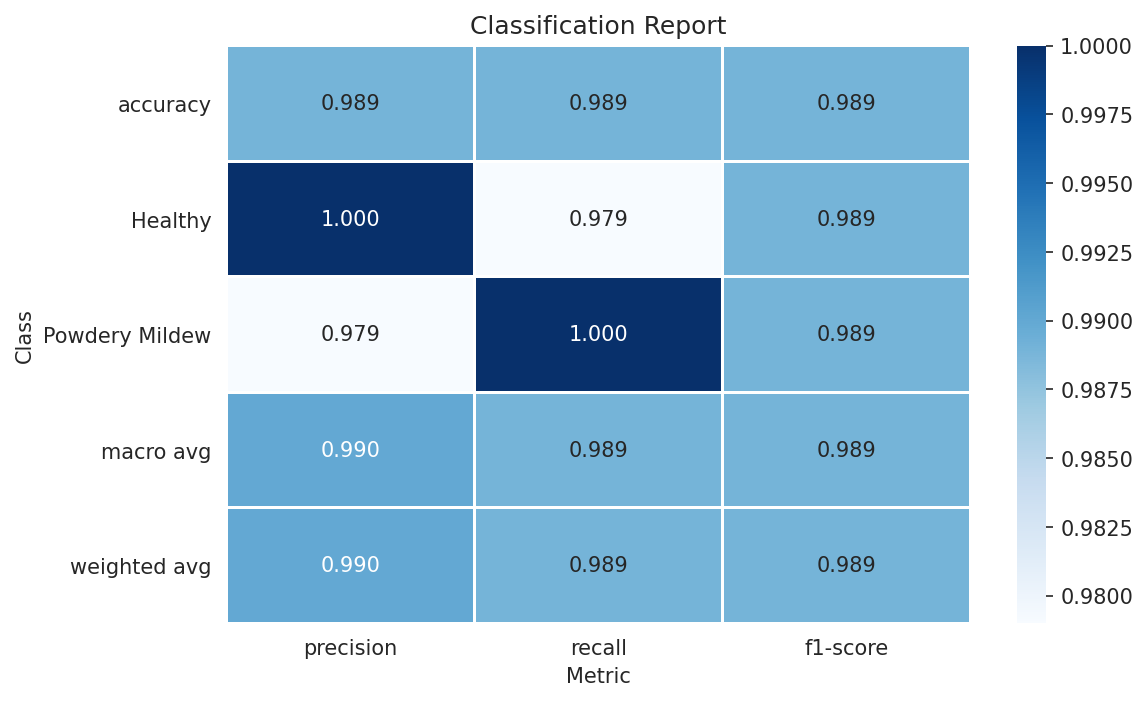 Classification Report
accuracy 0.989 0.989 0.989
Healthy 1.000 0.979 0.989
Powdery Mildew 0.979 1.000 0.989
macro avg 0.990 0.989 0.989
weighted avg 0.990 0.989 0.989
precision recall f1-score
Metric
Class
1.0000
0.9975
0.9950
0.9925
0.9900
0.9875
0.9850
0.9825
0.9800